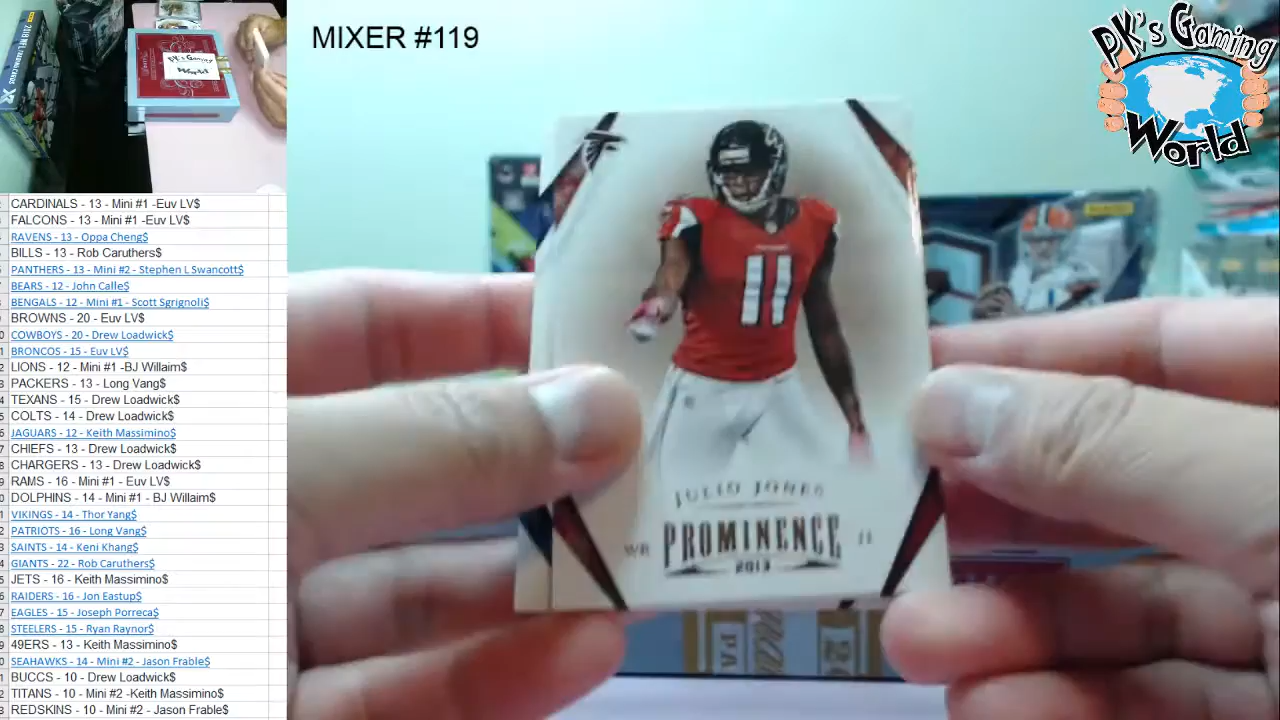 MIXER #119
PK's Gaming
World
CARDINALS - 13 - Mini #1 -Euv LV$
FALCONS - 13 - Mini #1 -Euv LV$
RAVENS - 13 - Oppa Cheng$
BILLS - 13 - Rob Caruthers$
PANTHERS - 13 - Mini #2 - Stephen L Swancott$
BEARS - 12 - John Calle$
BENGALS - 12 - Mini #1 - Scott Sgrignoli$
BROWNS - 20 - Euv LV$
COWBOYS - 20 - Drew Loadwick$
BRONCOS - 15 - Euv LV$
LIONS - 12 - Mini #1 -BJ Willaim$
PACKERS - 13 - Long Vang$
TEXANS - 15 - Drew Loadwick$
COLTS - 14 - Drew Loadwick$
JAGUARS - 12 - Keith Massimino$
CHIEFS - 13 - Drew Loadwick$
CHARGERS - 13 - Drew Loadwick$
RAMS - 16 - Mini #1 - Euv LV$
DOLPHINS - 14 - Mini #1 - BJ Willaim$
VIKINGS - 14 - Thor Yang$
PATRIOTS - 16 - Long Vang$
SAINTS - 14 - Keni Khang$
GIANTS - 22 - Rob Caruthers$
JETS - 16 - Keith Massimino$
RAIDERS - 16 - Jon Eastup$
EAGLES - 15 - Joseph Porreca$
STEELERS - 15 - Ryan Raynor$
49ERS - 13 - Keith Massimino$
SEAHAWKS - 14 - Mini #2 - Jason Frable$
BUCCS - 10 - Drew Loadwick$
TITANS - 10 - Mini #2 -Keith Massimino$
REDSKINS - 10 - Mini #2 - Jason Frable$
11
JULIO JONES
WR PROMINENCE 11
2013
PK's Gaming
World